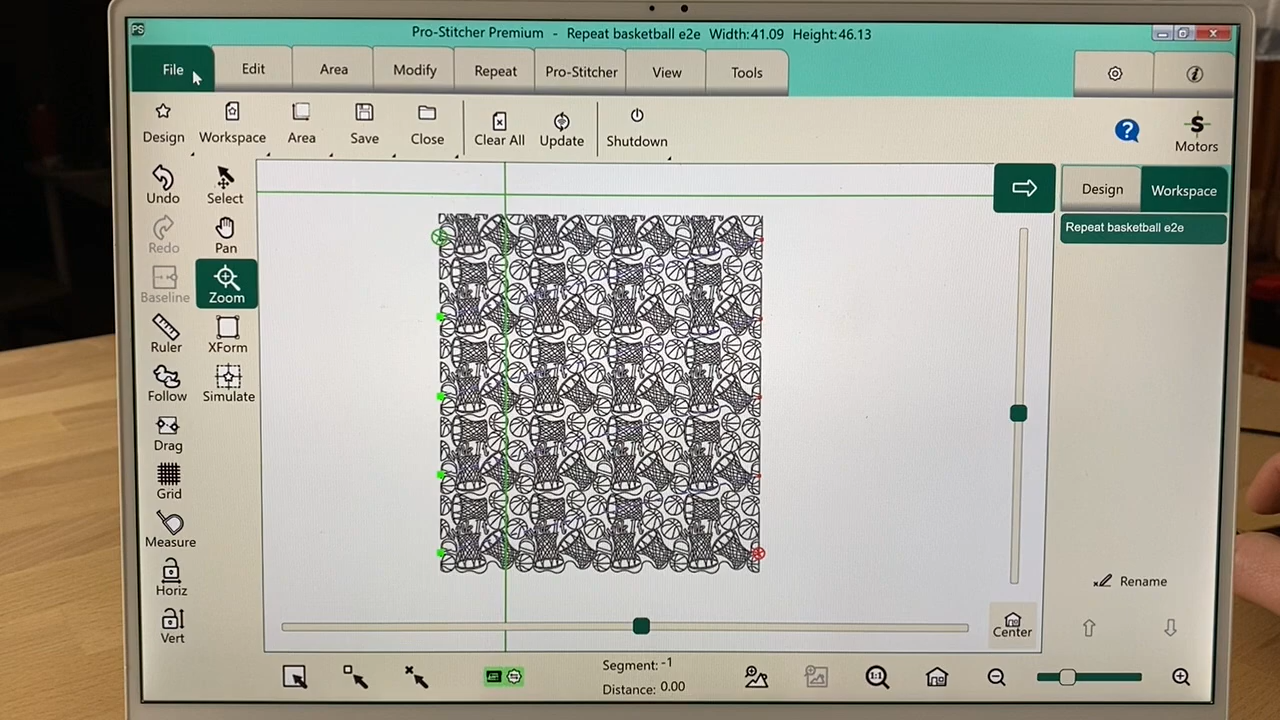 PS
Pro-Stitcher Premium - Repeat basketball e2e Width:41.09 Height:46.13
File Edit Area Modify Repeat Pro-Stitcher View Tools
Design Workspace Area Save Close Clear All Update Shutdown Motors
Undo Select
Redo Pan
Baseline Zoom
Ruler XForm
Follow Simulate
Drag
Grid
Measure
Horiz
Vert
Design Workspace
Repeat basketball e2e
Rename
Center
Segment: -1
Distance: 0.00
1:1